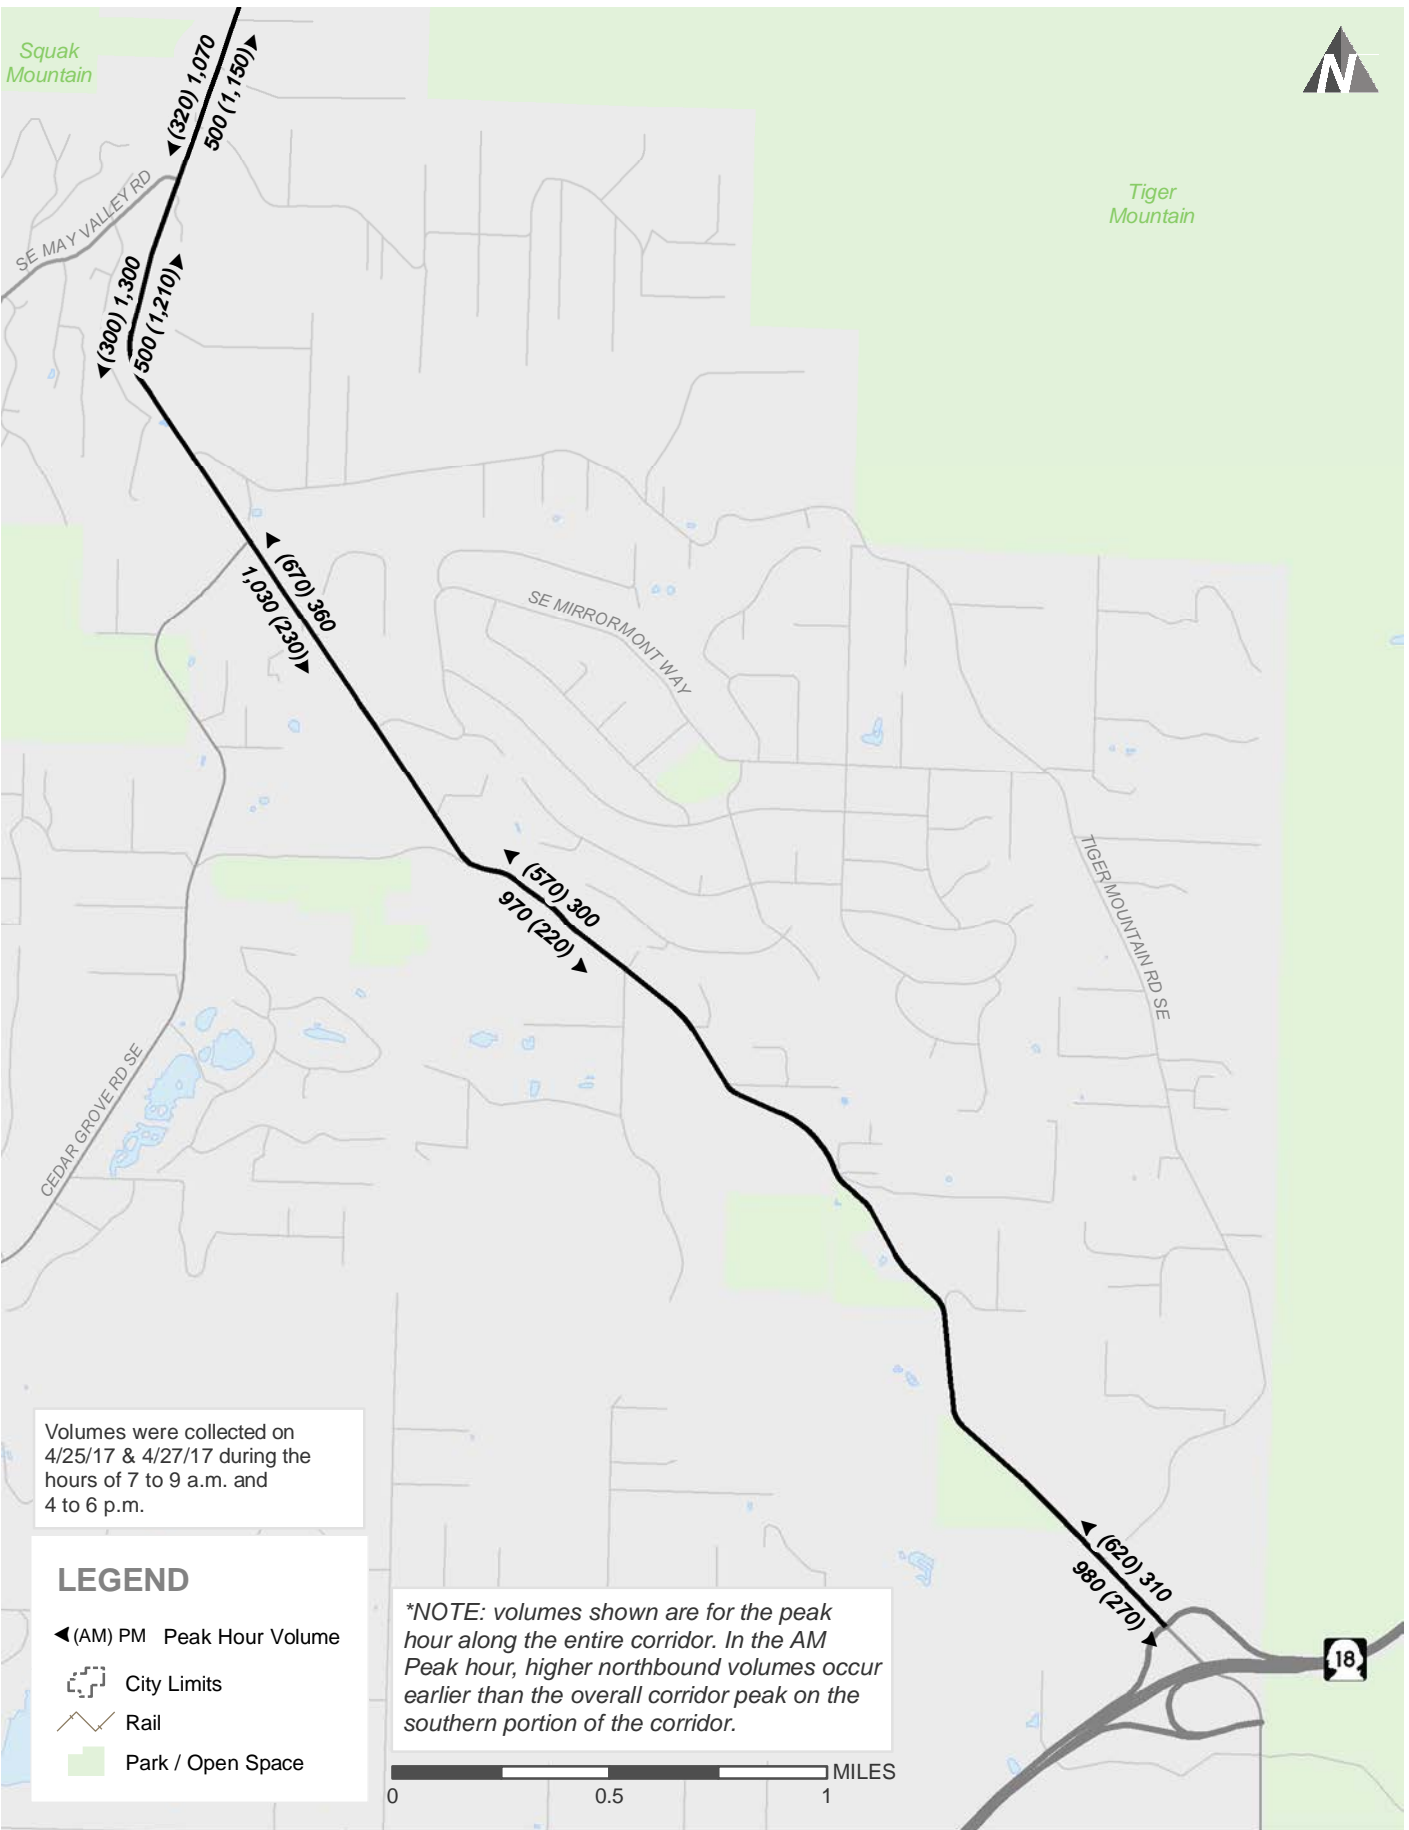 Squak
Mountain
(320) 1,070
500 (1,150)
N
Tiger
Mountain
SE MAY VALLEY RD
(300) 1,300
500 (1,210)
(670) 360
1,030 (230)
SE MIRRORMONT WAY
(570) 300
970 (220)
TIGER MOUNTAIN RD SE
CEDAR GROVE RD SE
(620) 310
980 (270)
18
Volumes were collected on
4/25/17 & 4/27/17 during the
hours of 7 to 9 a.m. and
4 to 6 p.m.
LEGEND
(AM) PM Peak Hour Volume
City Limits
Rail
Park / Open Space
*NOTE: volumes shown are for the peak
hour along the entire corridor. In the AM
Peak hour, higher northbound volumes occur
earlier than the overall corridor peak on the
southern portion of the corridor.
MILES
0 0.5 1